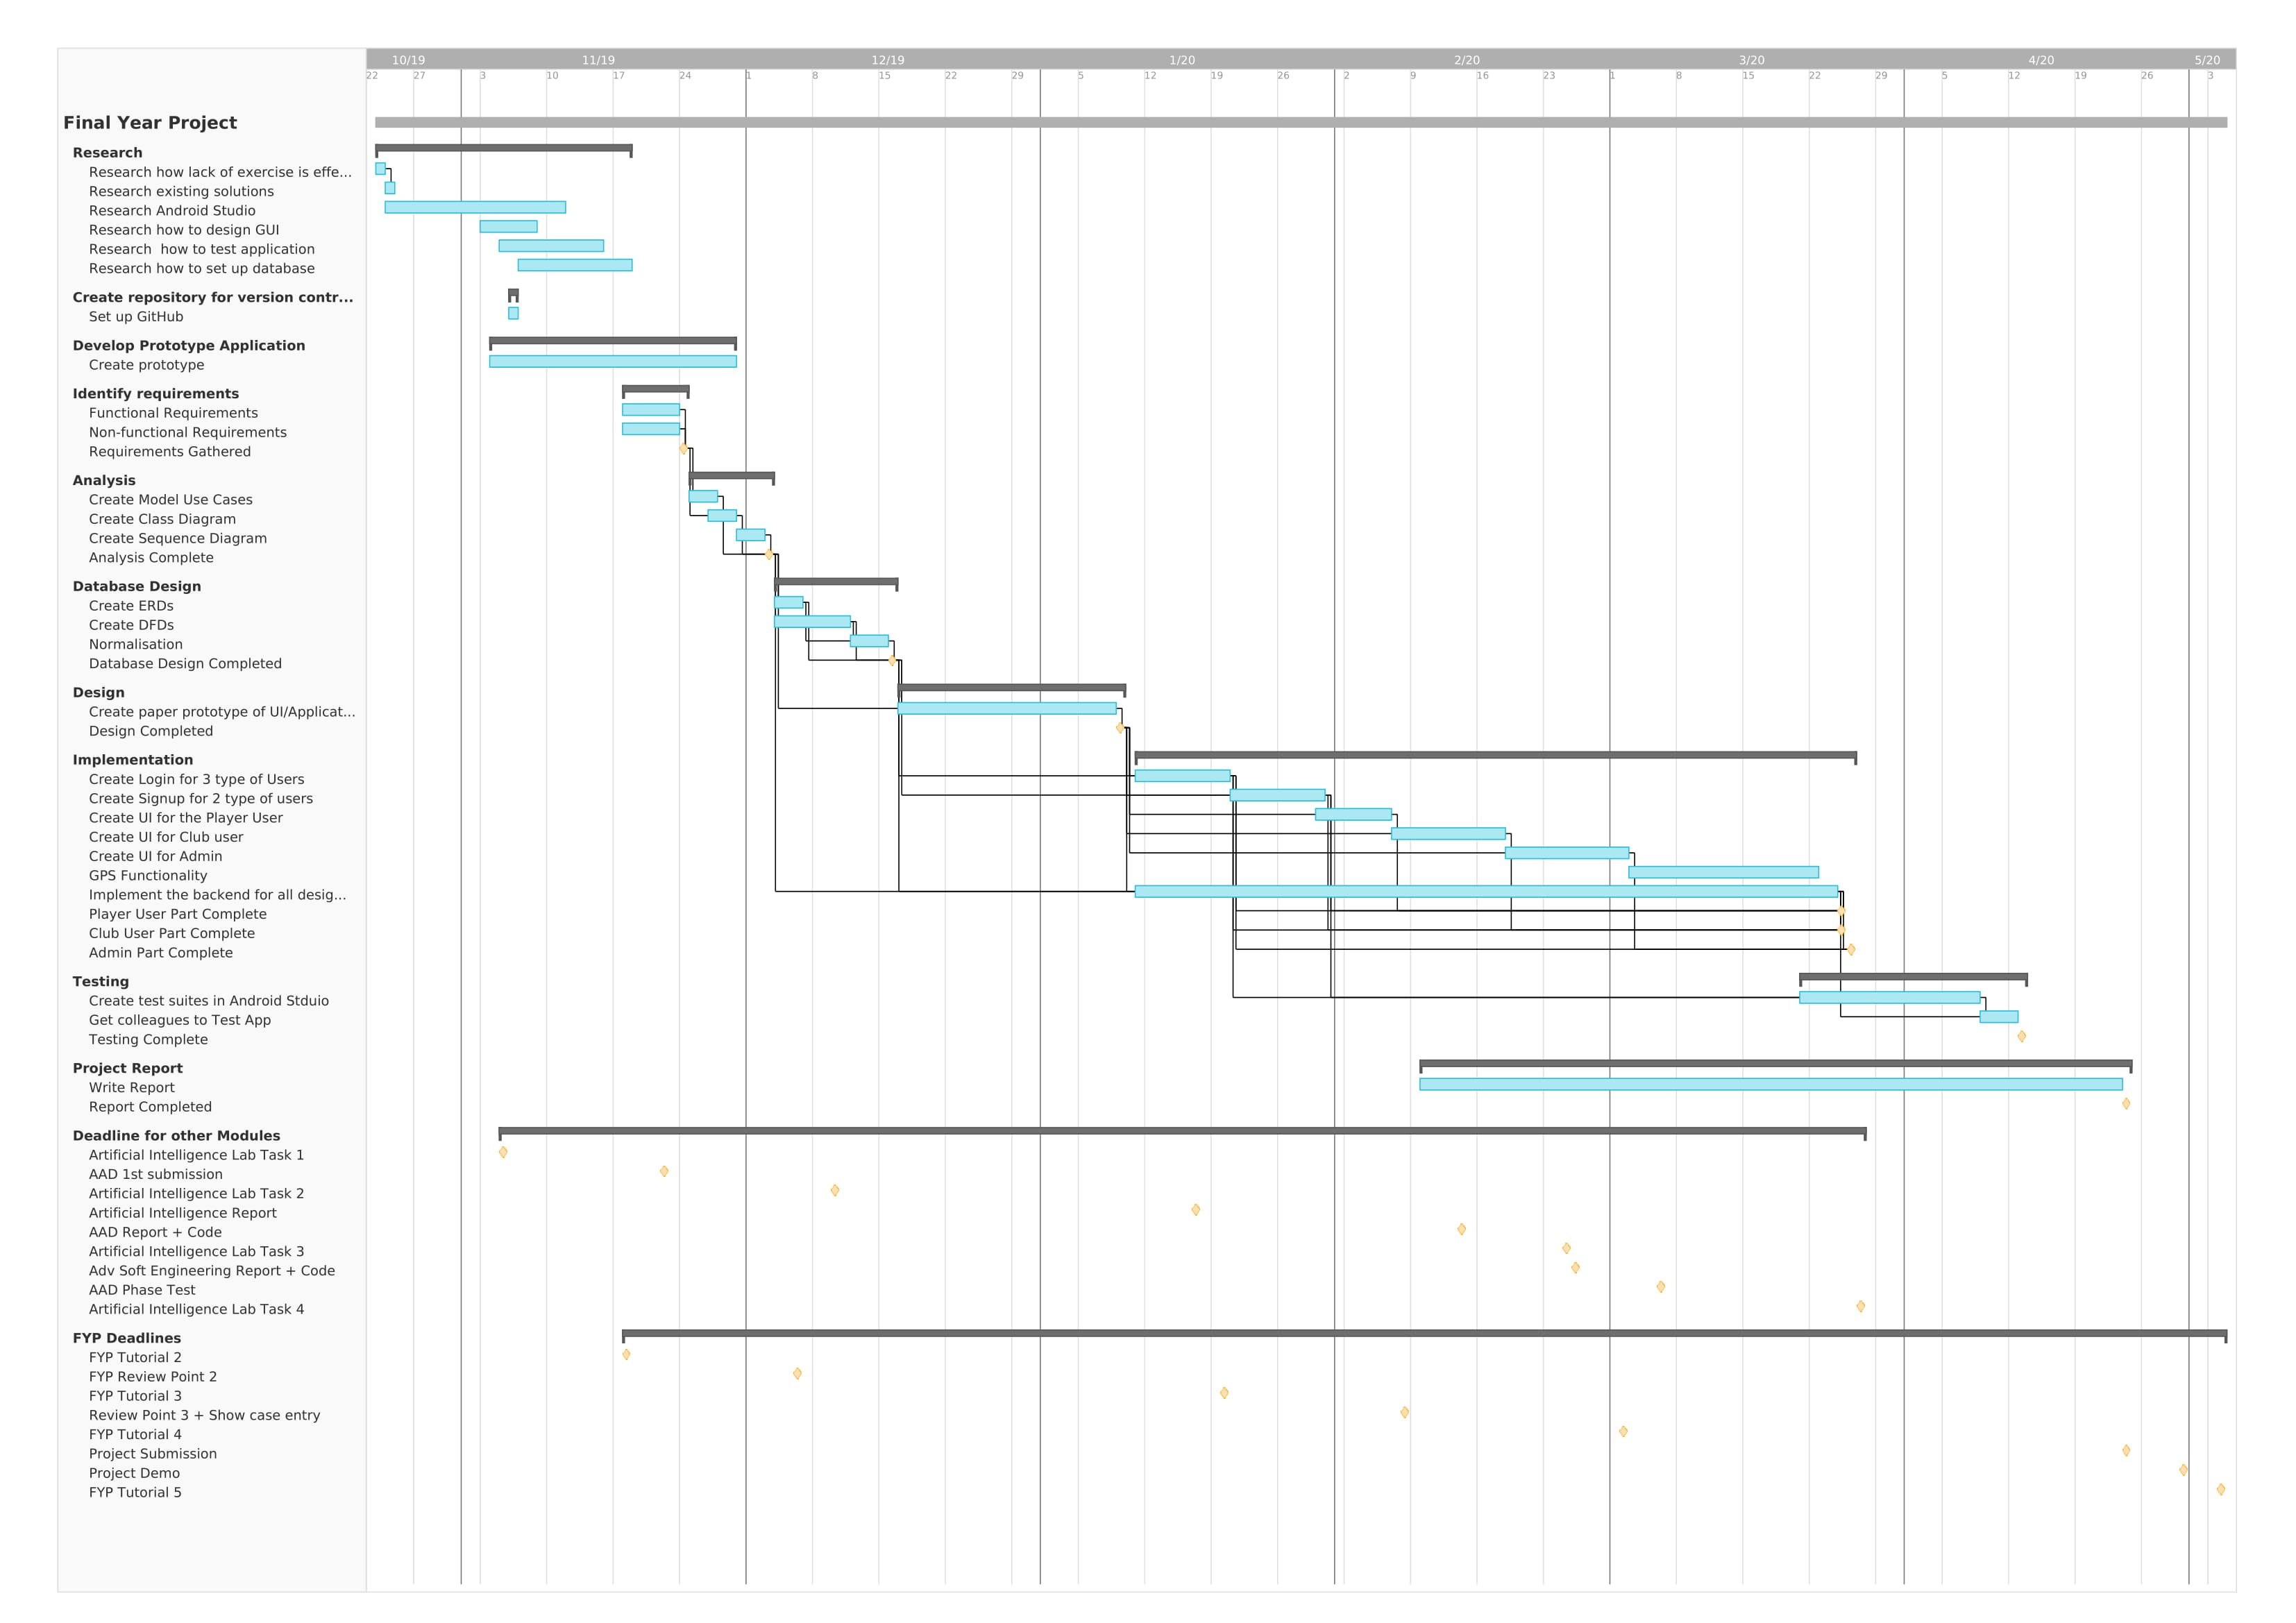 10/19 11/19 12/19 1/20 2/20 3/20 4/20 5/20
22 27 3 10 17 24 1 8 15 22 29 5 12 19 26 2 9 16 23 1 8 15 22 29 5 12 19 26 3
Final Year Project
Research
Research how lack of exercise is effe...
Research existing solutions
Research Android Studio
Research how to design GUI
Research  how to test application
Research how to set up database
Create repository for version contr...
Set up GitHub
Develop Prototype Application
Create prototype
Identify requirements
Functional Requirements
Non-functional Requirements
Requirements Gathered
Analysis
Create Model Use Cases
Create Class Diagram
Create Sequence Diagram
Analysis Complete
Database Design
Create ERDs
Create DFDs
Normalisation
Database Design Completed
Design
Create paper prototype of UI/Applicat...
Design Completed
Implementation
Create Login for 3 type of Users
Create Signup for 2 type of users
Create UI for the Player User
Create UI for Club user
Create UI for Admin
GPS Functionality
Implement the backend for all desig...
Player User Part Complete
Club User Part Complete
Admin Part Complete
Testing
Create test suites in Android Stduio
Get colleagues to Test App
Testing Complete
Project Report
Write Report
Report Completed
Deadline for other Modules
Artificial Intelligence Lab Task 1
AAD 1st submission
Artificial Intelligence Lab Task 2
Artificial Intelligence Report
AAD Report + Code
Artificial Intelligence Lab Task 3
Adv Soft Engineering Report + Code
AAD Phase Test
Artificial Intelligence Lab Task 4
FYP Deadlines
FYP Tutorial 2
FYP Review Point 2
FYP Tutorial 3
Review Point 3 + Show case entry
FYP Tutorial 4
Project Submission
Project Demo
FYP Tutorial 5